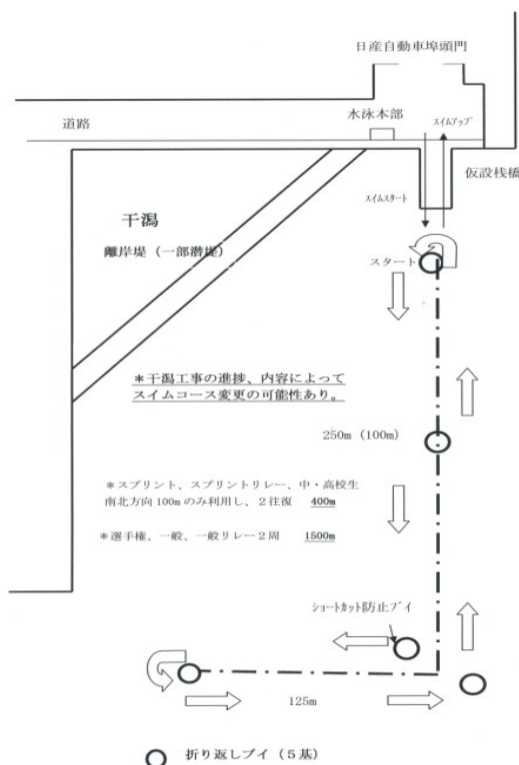 日産自動車埠頭門
水泳本部
スイムアップ
道路
仮設桟橋
スイムスタート
干潟
離岸堤(一部潜堤)
スタート
*干潟工事の進捗、内容によって
スイムコース変更の可能性あり。
250m(100m)
*スプリント、スプリントリレー、中・高校生
南北方向100mのみ利用し、2往復 400m
*選手権、一般、一般リレー2周 1500m
ショートカット防止ブイ
125m
折り返しブイ(5基)